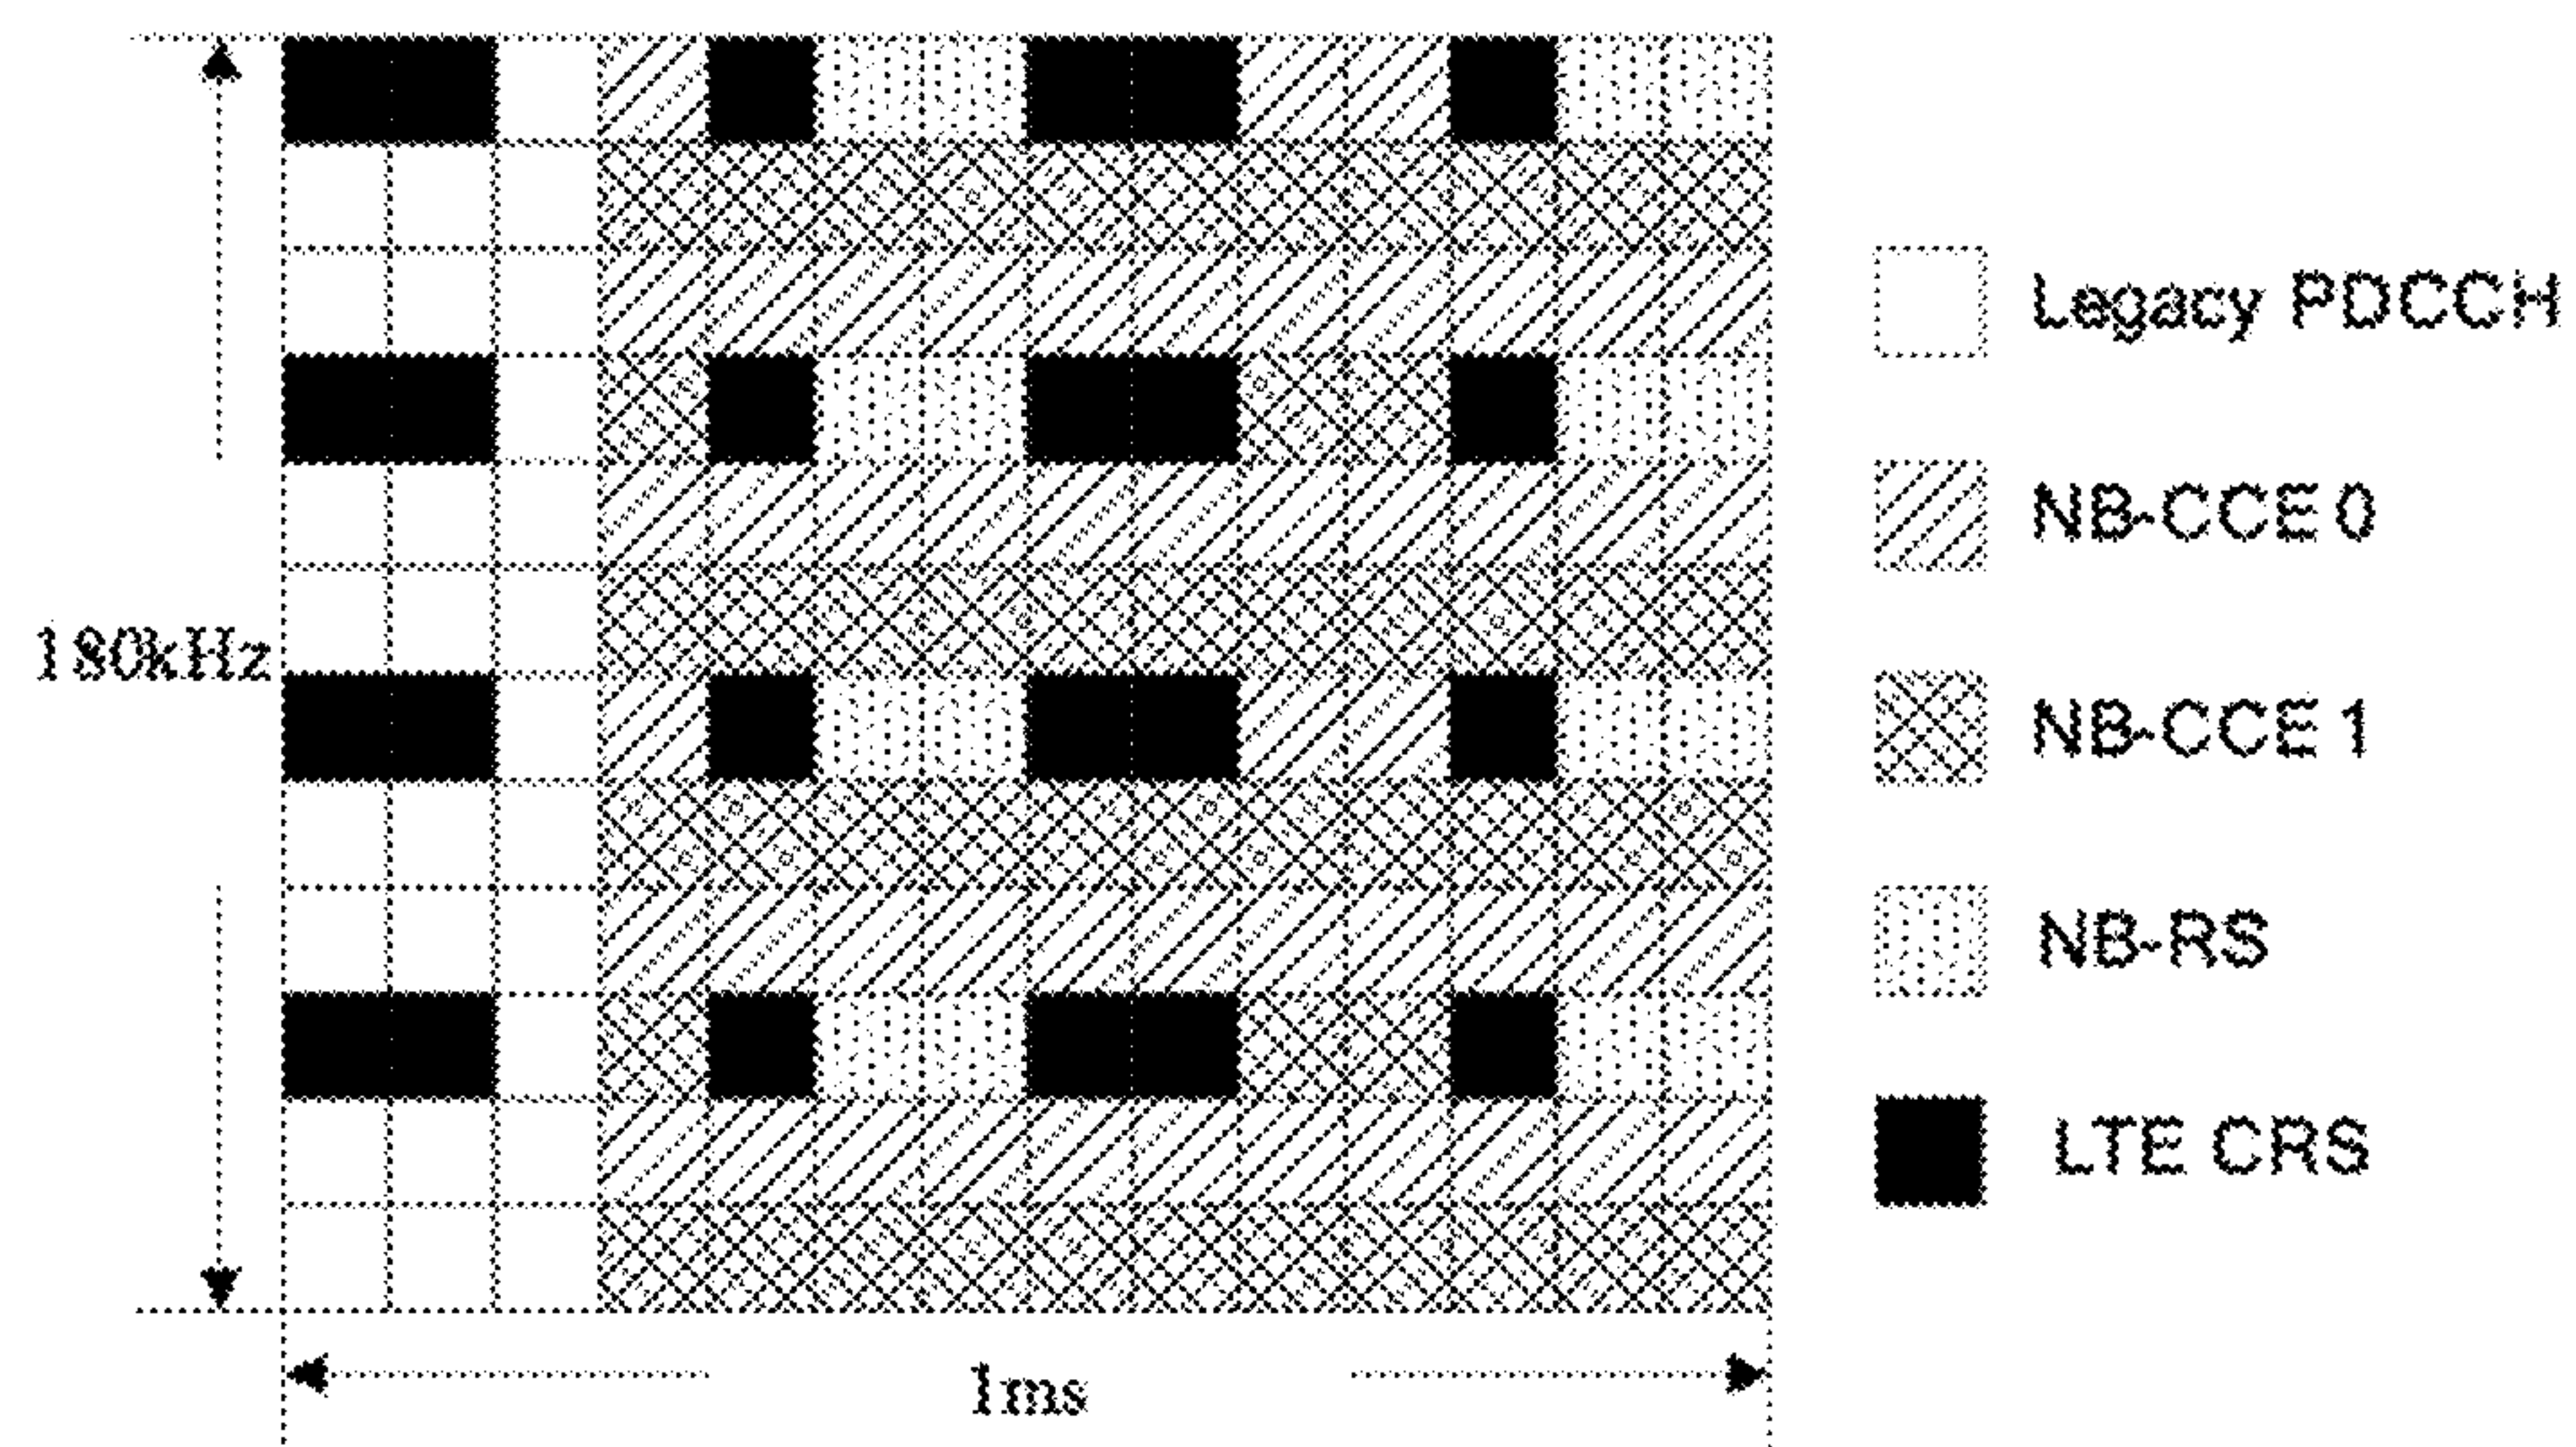 180kHz
1ms
Legacy PDCCH
NB-CCE 0
NB-CCE 1
NB-RS
LTE CRS